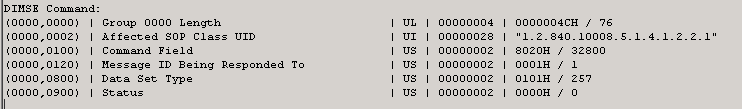 DIMSE Command:
(0000,0000) | Group 0000 Length | UL | 00000004 | 0000004CH / 76
(0000,0002) | Affected SOP Class UID | UI | 00000028 | "1.2.840.10008.5.1.4.1.2.2.1"
(0000,0100) | Command Field | US | 00000002 | 8020H / 32800
(0000,0120) | Message ID Being Responded To | US | 00000002 | 0001H / 1
(0000,0800) | Data Set Type | US | 00000002 | 0101H / 257
(0000,0900) | Status | US | 00000002 | 0000H / 0